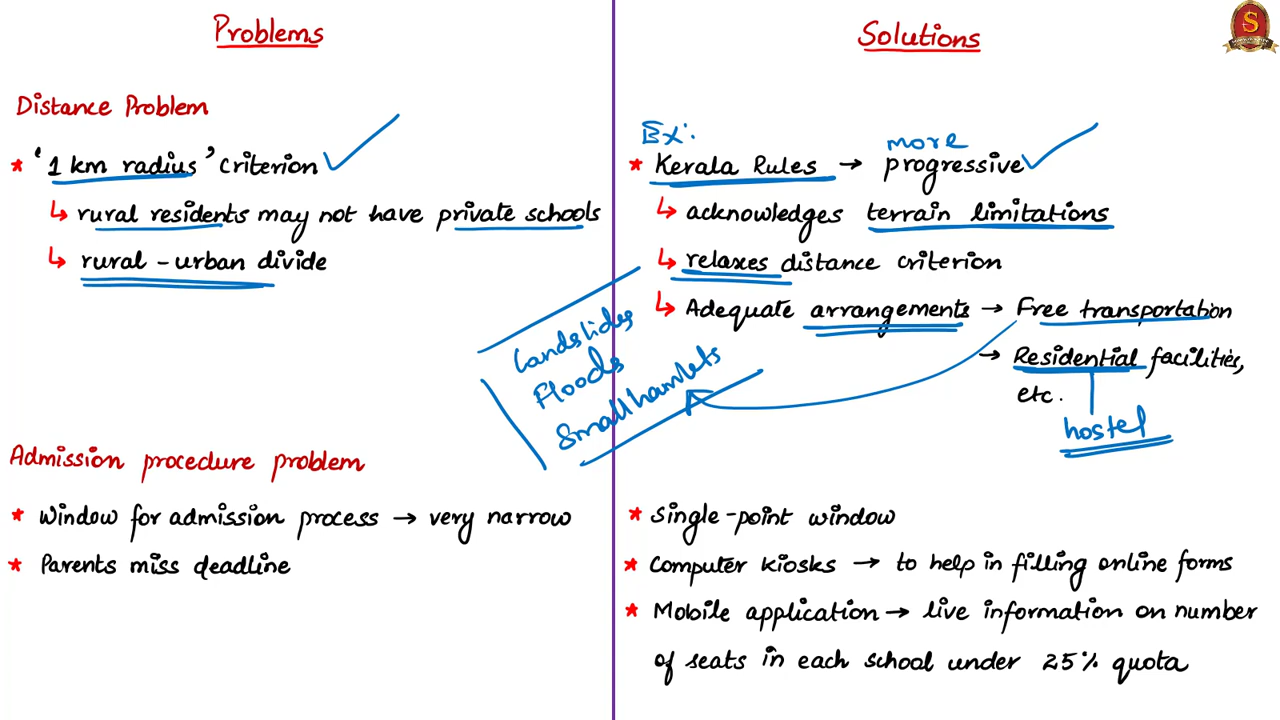 Problems
Distance Problem
* '1 km radius' criterion
↳ rural residents may not have private schools
↳ rural-urban divide
Admission procedure problem
* Window for admission process → very narrow
* Parents miss deadline
Solutions
Ex:
more
* Kerala Rules → progressive
↳ acknowledges terrain limitations
↳ relaxes distance criterion
↳ Adequate arrangements → Free transportation
→ Residential facilities,
etc.
hostel
Landslides
Floods
Small hamlets
* Single-point window
* Computer kiosks → to help in filling online forms
* Mobile application → live information on number
of seats in each school under 25% quota
S